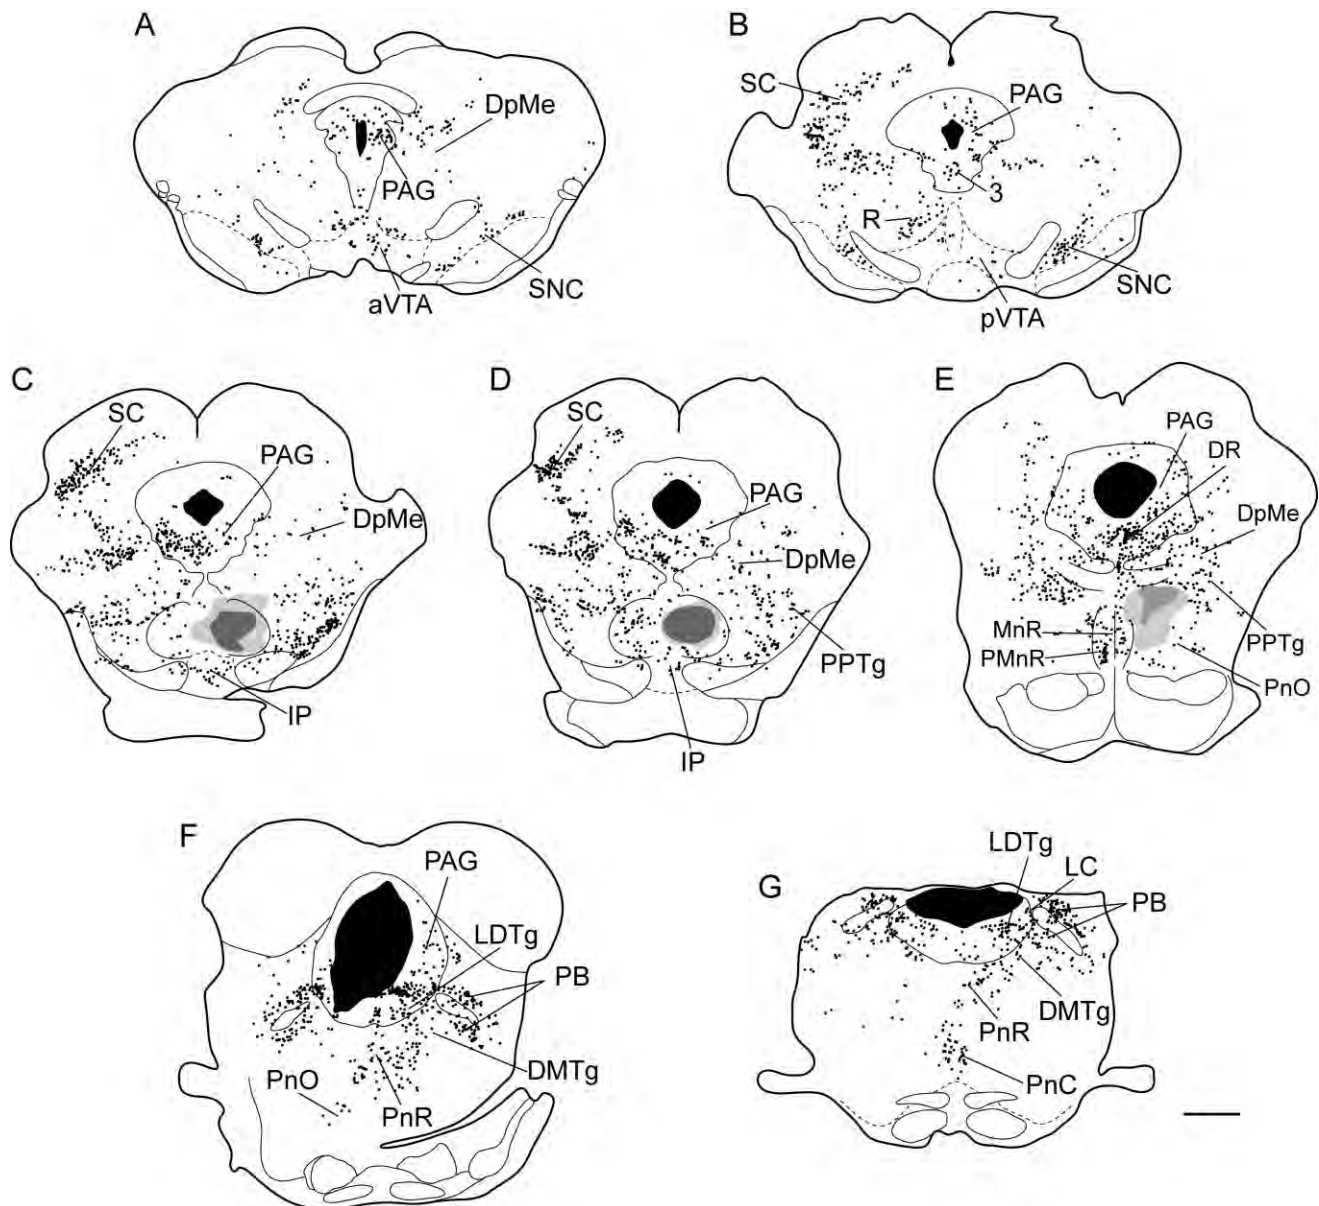 A
DpMe
PAG
aVTA
SNC
B
SC
PAG
3
R
pVTA
SNC
C
SC
PAG
DpMe
IP
D
SC
PAG
DpMe
PPTg
IP
E
PAG
DR
DpMe
MnR
PMnR
PPTg
PnO
F
PAG
LDTg
PB
DMTg
PnO
PnR
G
LDTg
LC
PB
DMTg
PnR
PnC